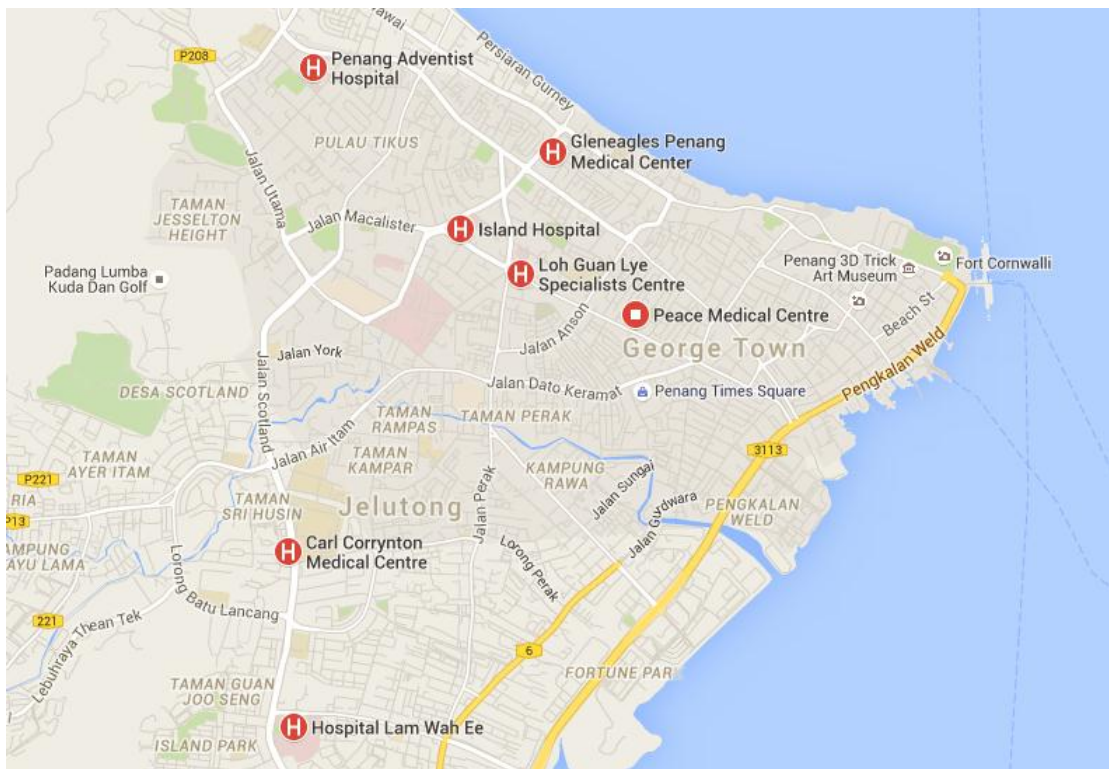 P208
Penang Adventist
Hospital
Persiaran Gurney
PULAU TIKUS
Gleneagles Penang
Medical Center
Jalan Utama
TAMAN
JESSELTON
HEIGHT
Jalan Macalister
Island Hospital
Loh Guan Lye
Specialists Centre
Padang Lumba
Kuda Dan Golf
Penang 3D Trick
Art Museum
Fort Cornwalli
Beach St
Peace Medical Centre
Jalan Anson
George Town
Pengkalan Weld
Jalan York
Jalan Scotland
DESA SCOTLAND
Jalan Dato Keramat
Penang Times Square
TAMAN
RAMPAS
TAMAN PERAK
Jalan Air Itam
TAMAN
KAMPAR
TAMAN
AYER ITAM
P221
RIA
P13
AMPUNG
AYU LAMA
TAMAN
SRI HUSIN
Jelutong
Jalan Perak
KAMPUNG
RAWA
Jalan Sungai
3113
PENGKALAN
WELD
Carl Corrynton
Medical Centre
Lorong Perak
Lorong
Batu Lancang
221
Lebuhraya Thean Tek
6
FORTUNE PAR
TAMAN GUAN
JOO SENG
Hospital Lam Wah Ee
ISLAND PARK